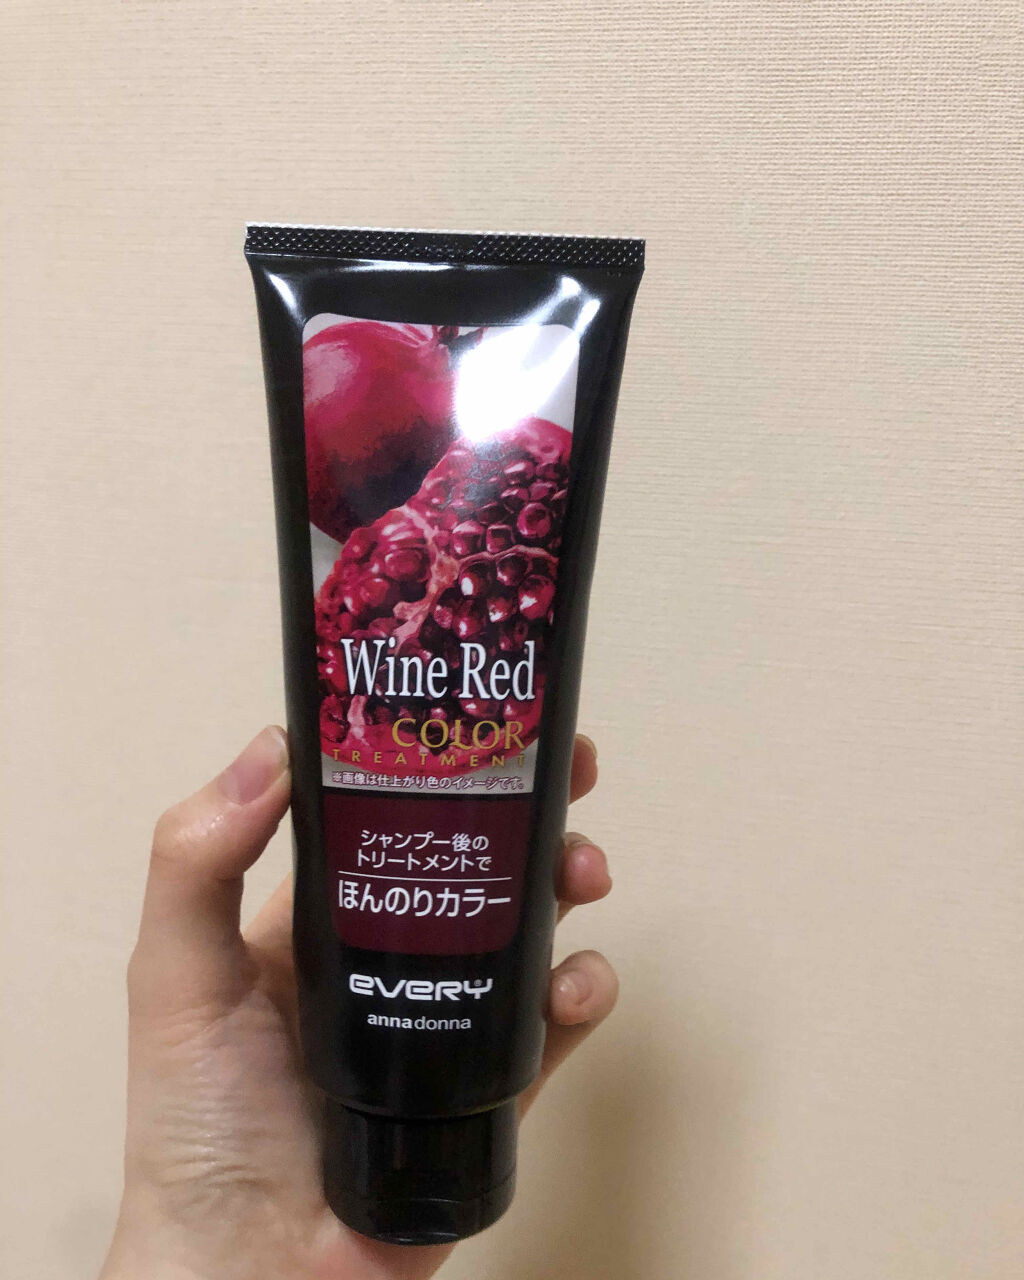 Wine Red
COLOR
TREATMENT
※画像は仕上がり色のイメージです。
シャンプー後の
トリートメントで
ほんのりカラー
eVERY
annadonna